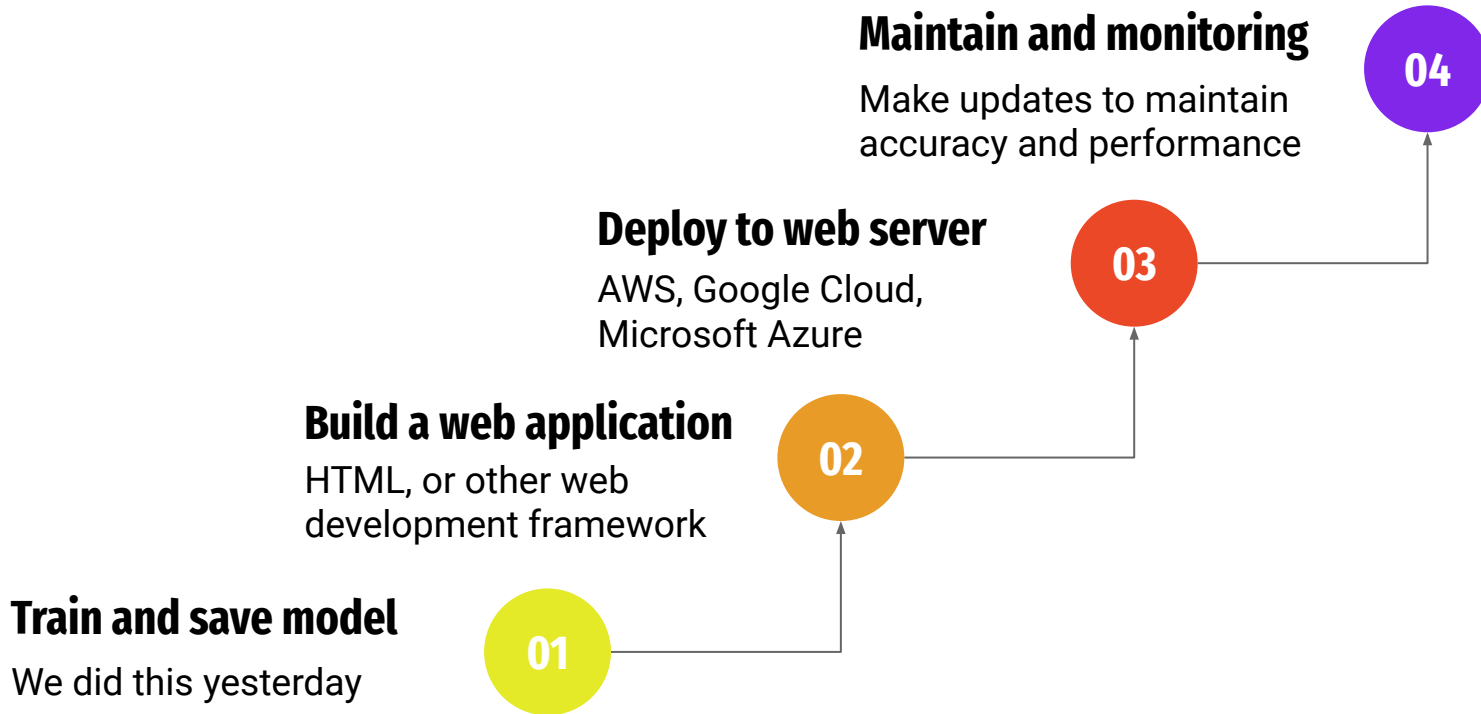 Maintain and monitoring
04
Make updates to maintain
accuracy and performance
Deploy to web server
03
AWS, Google Cloud,
Microsoft Azure
Build a web application
02
HTML, or other web
development framework
Train and save model
01
We did this yesterday